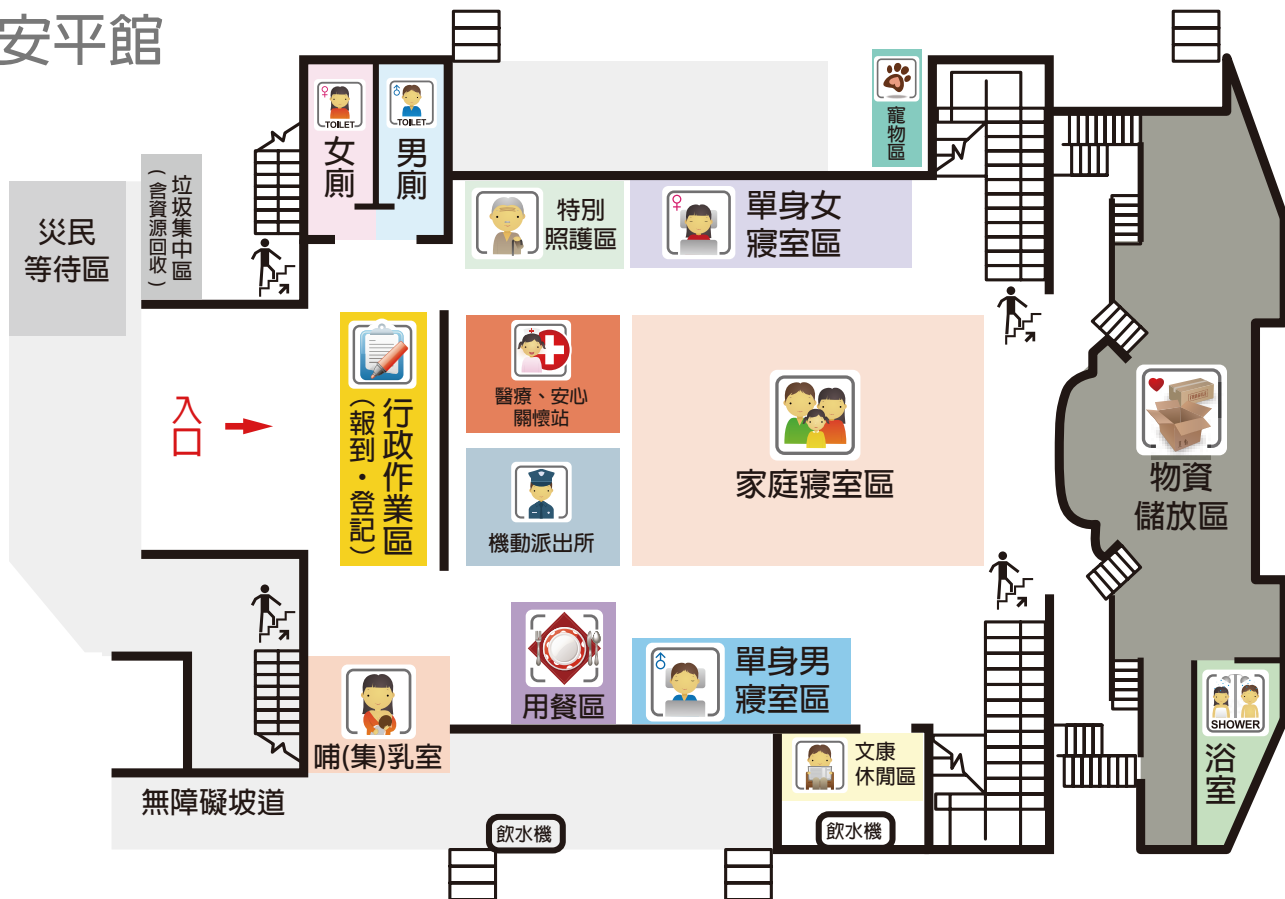 安平館
TOILET
女廁
TOILET
男廁
寵物區
災民
等待區
垃圾集中區
(含資源回收)
特別
照護區
單身女
寢室區
入口
行政作業區
(報到・登記)
醫療、安心
關懷站
機動派出所
家庭寢室區
物資
儲放區
用餐區
單身男
寢室區
哺(集)乳室
文康
休閒區
SHOWER
浴室
無障礙坡道
飲水機
飲水機